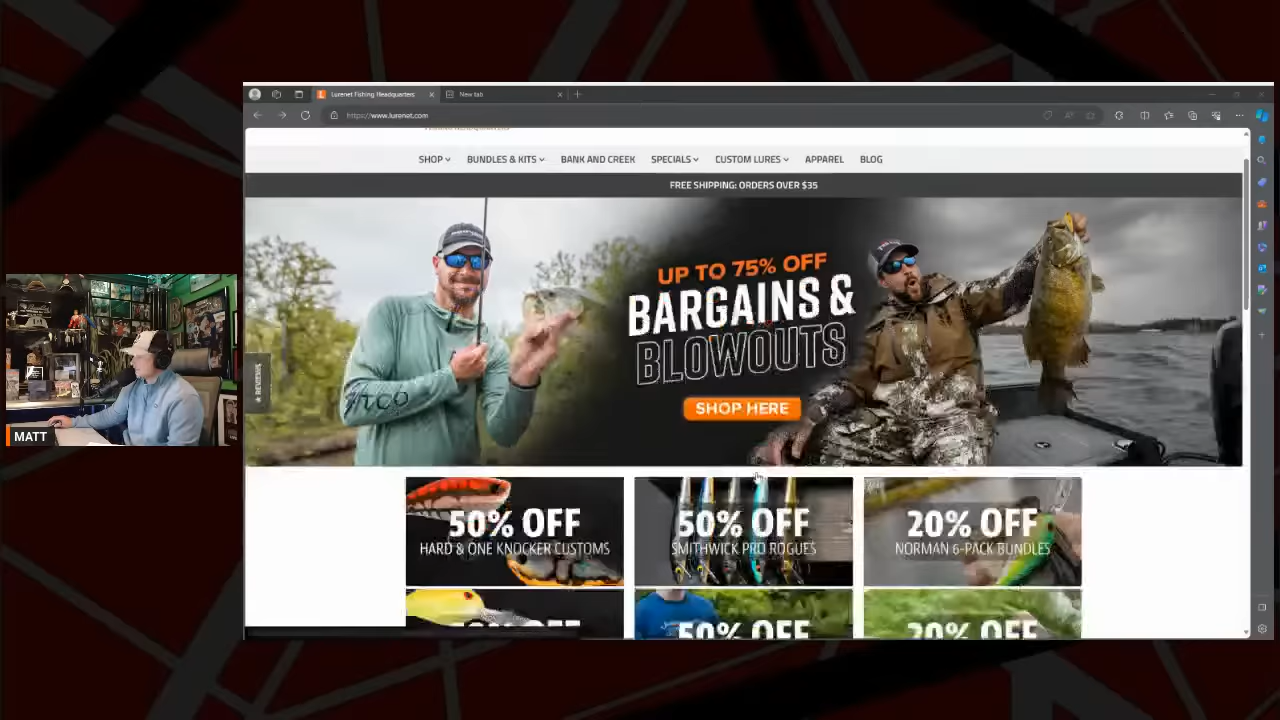 Lurenet Fishing Headquarters
New tab
https://www.lurenet.com
SHOP
BUNDLES & KITS
BANK AND CREEK
SPECIALS
CUSTOM LURES
APPAREL
BLOG
FREE SHIPPING: ORDERS OVER $35
UP TO 75% OFF
BARGAINS &
BLOWOUTS
SHOP HERE
★ REVIEWS
MATT
50% OFF
HARD & ONE KNOCKER CUSTOMS
50% OFF
SMITHWICK PRO ROGUES
20% OFF
NORMAN 6-PACK BUNDLES
50% OFF
20% OFF